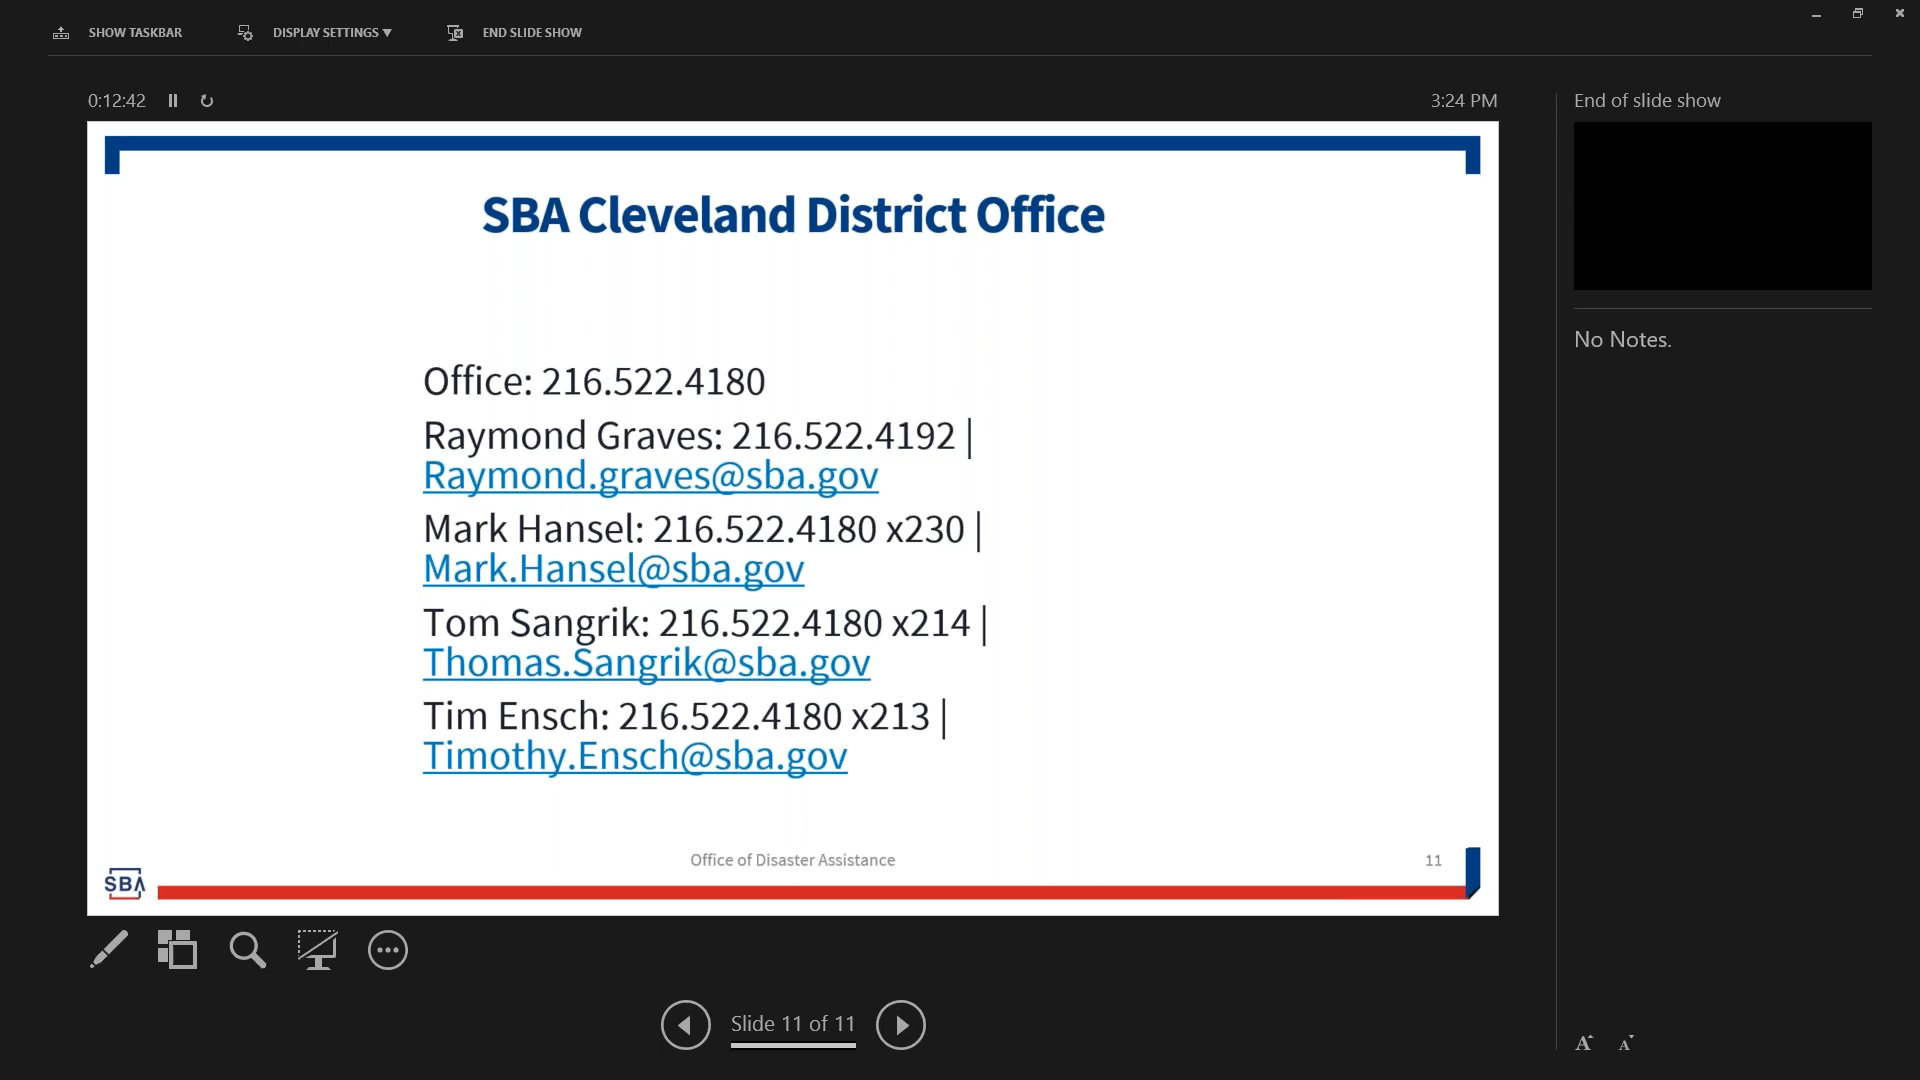 SHOW TASKBAR
DISPLAY SETTINGS ▼
END SLIDE SHOW
0:12:42
3:24 PM
End of slide show
SBA Cleveland District Office
Office: 216.522.4180
Raymond Graves: 216.522.4192 |
Raymond.graves@sba.gov
Mark Hansel: 216.522.4180 x230 |
Mark.Hansel@sba.gov
Tom Sangrik: 216.522.4180 x214 |
Thomas.Sangrik@sba.gov
Tim Ensch: 216.522.4180 x213 |
Timothy.Ensch@sba.gov
Office of Disaster Assistance
11
SBA
No Notes.
Slide 11 of 11
A A